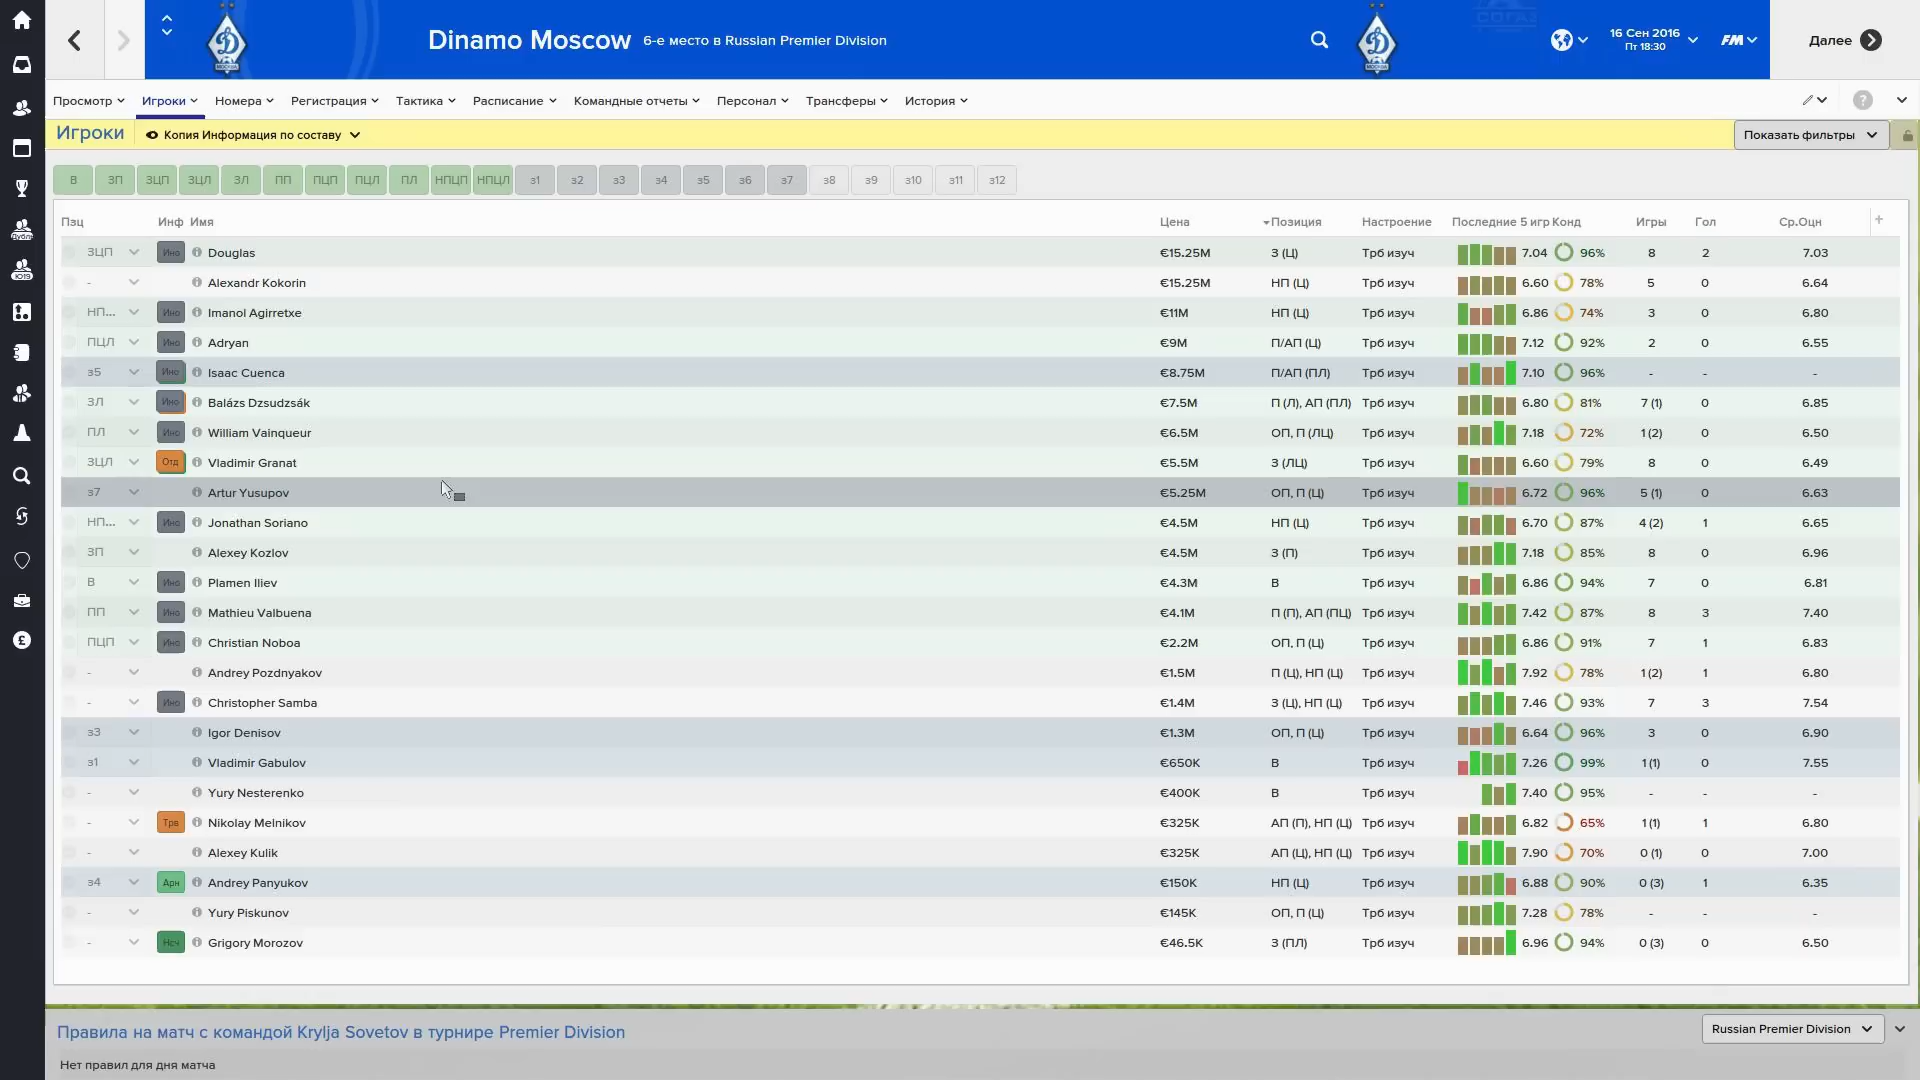 Dinamo Moscow 6-е место в Russian Premier Division
16 Сен 2016
Пт 18:30
FM
Далее
Просмотр Игроки Номера Регистрация Тактика Расписание Командные отчеты Персонал Трансферы История
Игроки Копия Информация по составу Показать фильтры
В ЗП ЗЦП ЗЦЛ ЗЛ ПП ПЦП ПЦЛ ПЛ НПЦП НПЦЛ з1 з2 з3 з4 з5 з6 з7 з8 з9 з10 з11 з12
Пзц Инф Имя Цена Позиция Настроение Последние 5 игр Конд Игры Гол Ср.Оцн +
ЗЦП Ино Douglas €15.25M З (Ц) Трб изуч 7.04 96% 8 2 7.03
- Alexandr Kokorin €15.25M НП (Ц) Трб изуч 6.60 78% 5 0 6.64
НП... Ино Imanol Agirretxe €11M НП (Ц) Трб изуч 6.86 74% 3 0 6.80
ПЦЛ Ино Adryan €9M П/АП (Ц) Трб изуч 7.12 92% 2 0 6.55
з5 Ино Isaac Cuenca €8.75M П/АП (ПЛ) Трб изуч 7.10 96% - - -
ЗЛ Ино Balázs Dzsudzsák €7.5M П (Л), АП (ПЛ) Трб изуч 6.80 81% 7 (1) 0 6.85
ПЛ Ино William Vainqueur €6.5M ОП, П (ЛЦ) Трб изуч 7.18 72% 1 (2) 0 6.50
ЗЦЛ Отд Vladimir Granat €5.5M З (ЛЦ) Трб изуч 6.60 79% 8 0 6.49
з7 Artur Yusupov €5.25M ОП, П (Ц) Трб изуч 6.72 96% 5 (1) 0 6.63
НП... Ино Jonathan Soriano €4.5M НП (Ц) Трб изуч 6.70 87% 4 (2) 1 6.65
ЗП Alexey Kozlov €4.5M З (П) Трб изуч 7.18 85% 8 0 6.96
В Ино Plamen Iliev €4.3M В Трб изуч 6.86 94% 7 0 6.81
ПП Ино Mathieu Valbuena €4.1M П (П), АП (ПЦ) Трб изуч 7.42 87% 8 3 7.40
ПЦП Ино Christian Noboa €2.2M ОП, П (Ц) Трб изуч 6.86 91% 7 1 6.83
- Andrey Pozdnyakov €1.5M П (Ц), НП (Ц) Трб изуч 7.92 78% 1 (2) 1 6.80
- Ино Christopher Samba €1.4M З (Ц), НП (Ц) Трб изуч 7.46 93% 7 3 7.54
з3 Igor Denisov €1.3M ОП, П (Ц) Трб изуч 6.64 96% 3 0 6.90
з1 Vladimir Gabulov €650K В Трб изуч 7.26 99% 1 (1) 0 7.55
- Yury Nesterenko €400K В Трб изуч 7.40 95% - - -
- Трв Nikolay Melnikov €325K АП (П), НП (Ц) Трб изуч 6.82 65% 1 (1) 1 6.80
- Alexey Kulik €325K АП (Ц), НП (Ц) Трб изуч 7.90 70% 0 (1) 0 7.00
з4 Арн Andrey Panyukov €150K НП (Ц) Трб изуч 6.88 90% 0 (3) 1 6.35
- Yury Piskunov €145K ОП, П (Ц) Трб изуч 7.28 78% - - -
- Нсч Grigory Morozov €46.5K З (ПЛ) Трб изуч 6.96 94% 0 (3) 0 6.50
Правила на матч с командой Krylja Sovetov в турнире Premier Division Russian Premier Division
Нет правил для дня матча